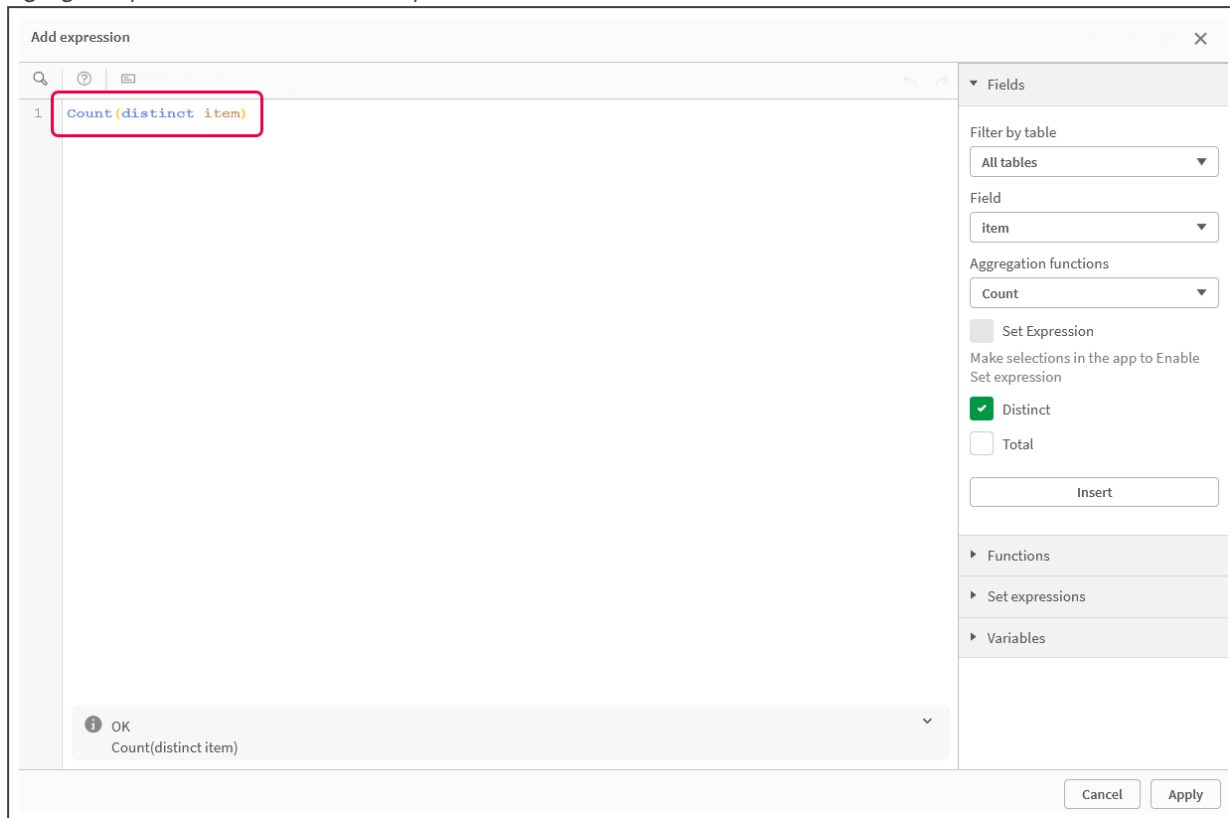 Add expression
1 Count(distinct item)
OK
Count(distinct item)
Fields
Filter by table
All tables
Field
item
Aggregation functions
Count
Set Expression
Make selections in the app to Enable
Set expression
Distinct
Total
Insert
Functions
Set expressions
Variables
Cancel Apply